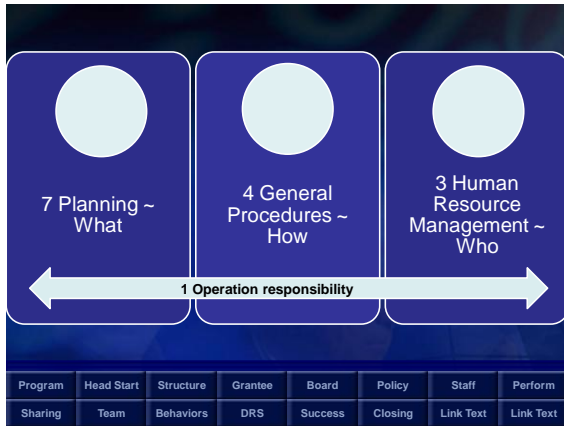 7 Planning ~
What
4 General
Procedures ~
How
3 Human
Resource
Management ~
Who
1 Operation responsibility
Program Head Start Structure Grantee Board Policy Staff Perform
Sharing Team Behaviors DRS Success Closing Link Text Link Text